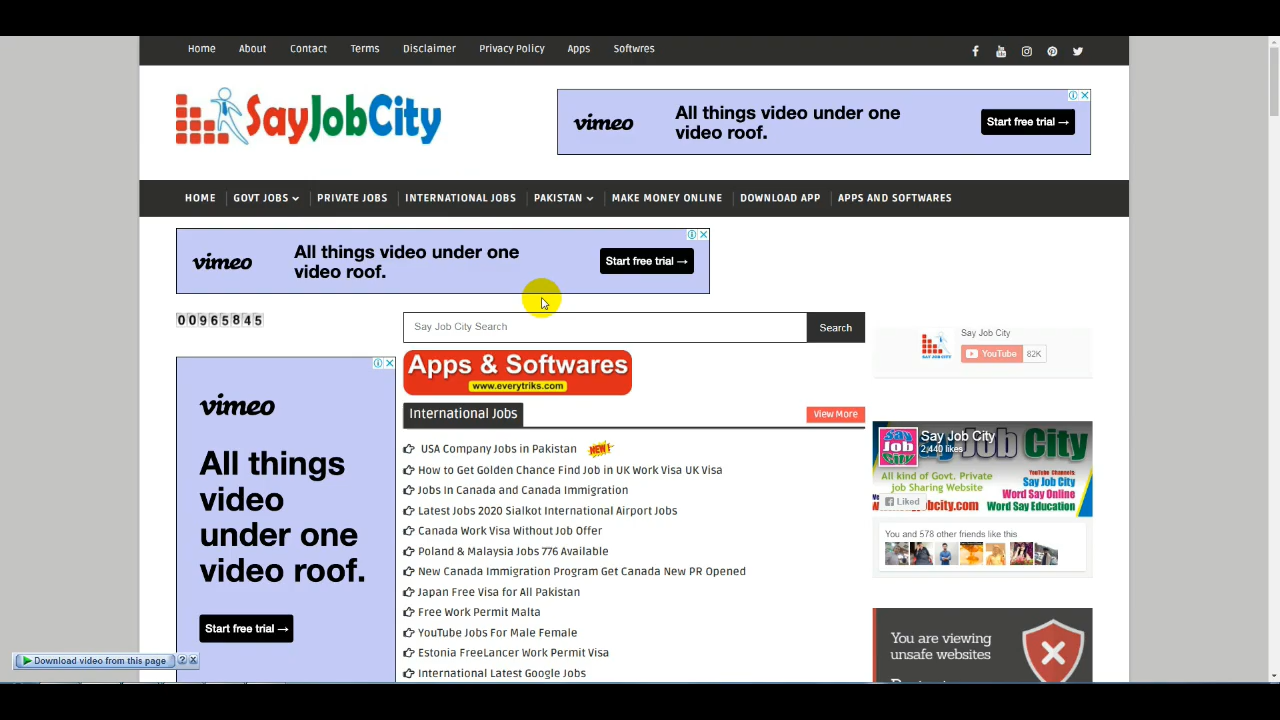 Home About Contact Terms Disclaimer Privacy Policy Apps Softwres
SayJobCity
vimeo
All things video under one
video roof.
Start free trial →
HOME GOVT JOBS PRIVATE JOBS INTERNATIONAL JOBS PAKISTAN MAKE MONEY ONLINE DOWNLOAD APP APPS AND SOFTWARES
vimeo
All things video under one
video roof.
Start free trial →
00965845
Say Job City Search
Search
Apps & Softwares
www.everytriks.com
International Jobs
View More
USA Company Jobs in Pakistan NEW!
How to Get Golden Chance Find Job in UK Work Visa UK Visa
Jobs In Canada and Canada Immigration
Latest Jobs 2020 Sialkot International Airport Jobs
Canada Work Visa Without Job Offer
Poland & Malaysia Jobs 776 Available
New Canada Immigration Program Get Canada New PR Opened
Japan Free Visa for All Pakistan
Free Work Permit Malta
YouTube Jobs For Male Female
Estonia FreeLancer Work Permit Visa
International Latest Google Jobs
vimeo
All things
video
under one
video roof.
Start free trial →
Download video from this page ? X
SAY JOB CITY
Say Job City
YouTube 82K
Say Job City
Say Job City
2,440 likes
Job City
All kind of Govt, Private
job Sharing Website
jobcity.com
YouTube Channels:
Say Job City
Word Say Online
Word Say Education
Liked
You and 578 other friends like this
You are viewing
unsafe websites